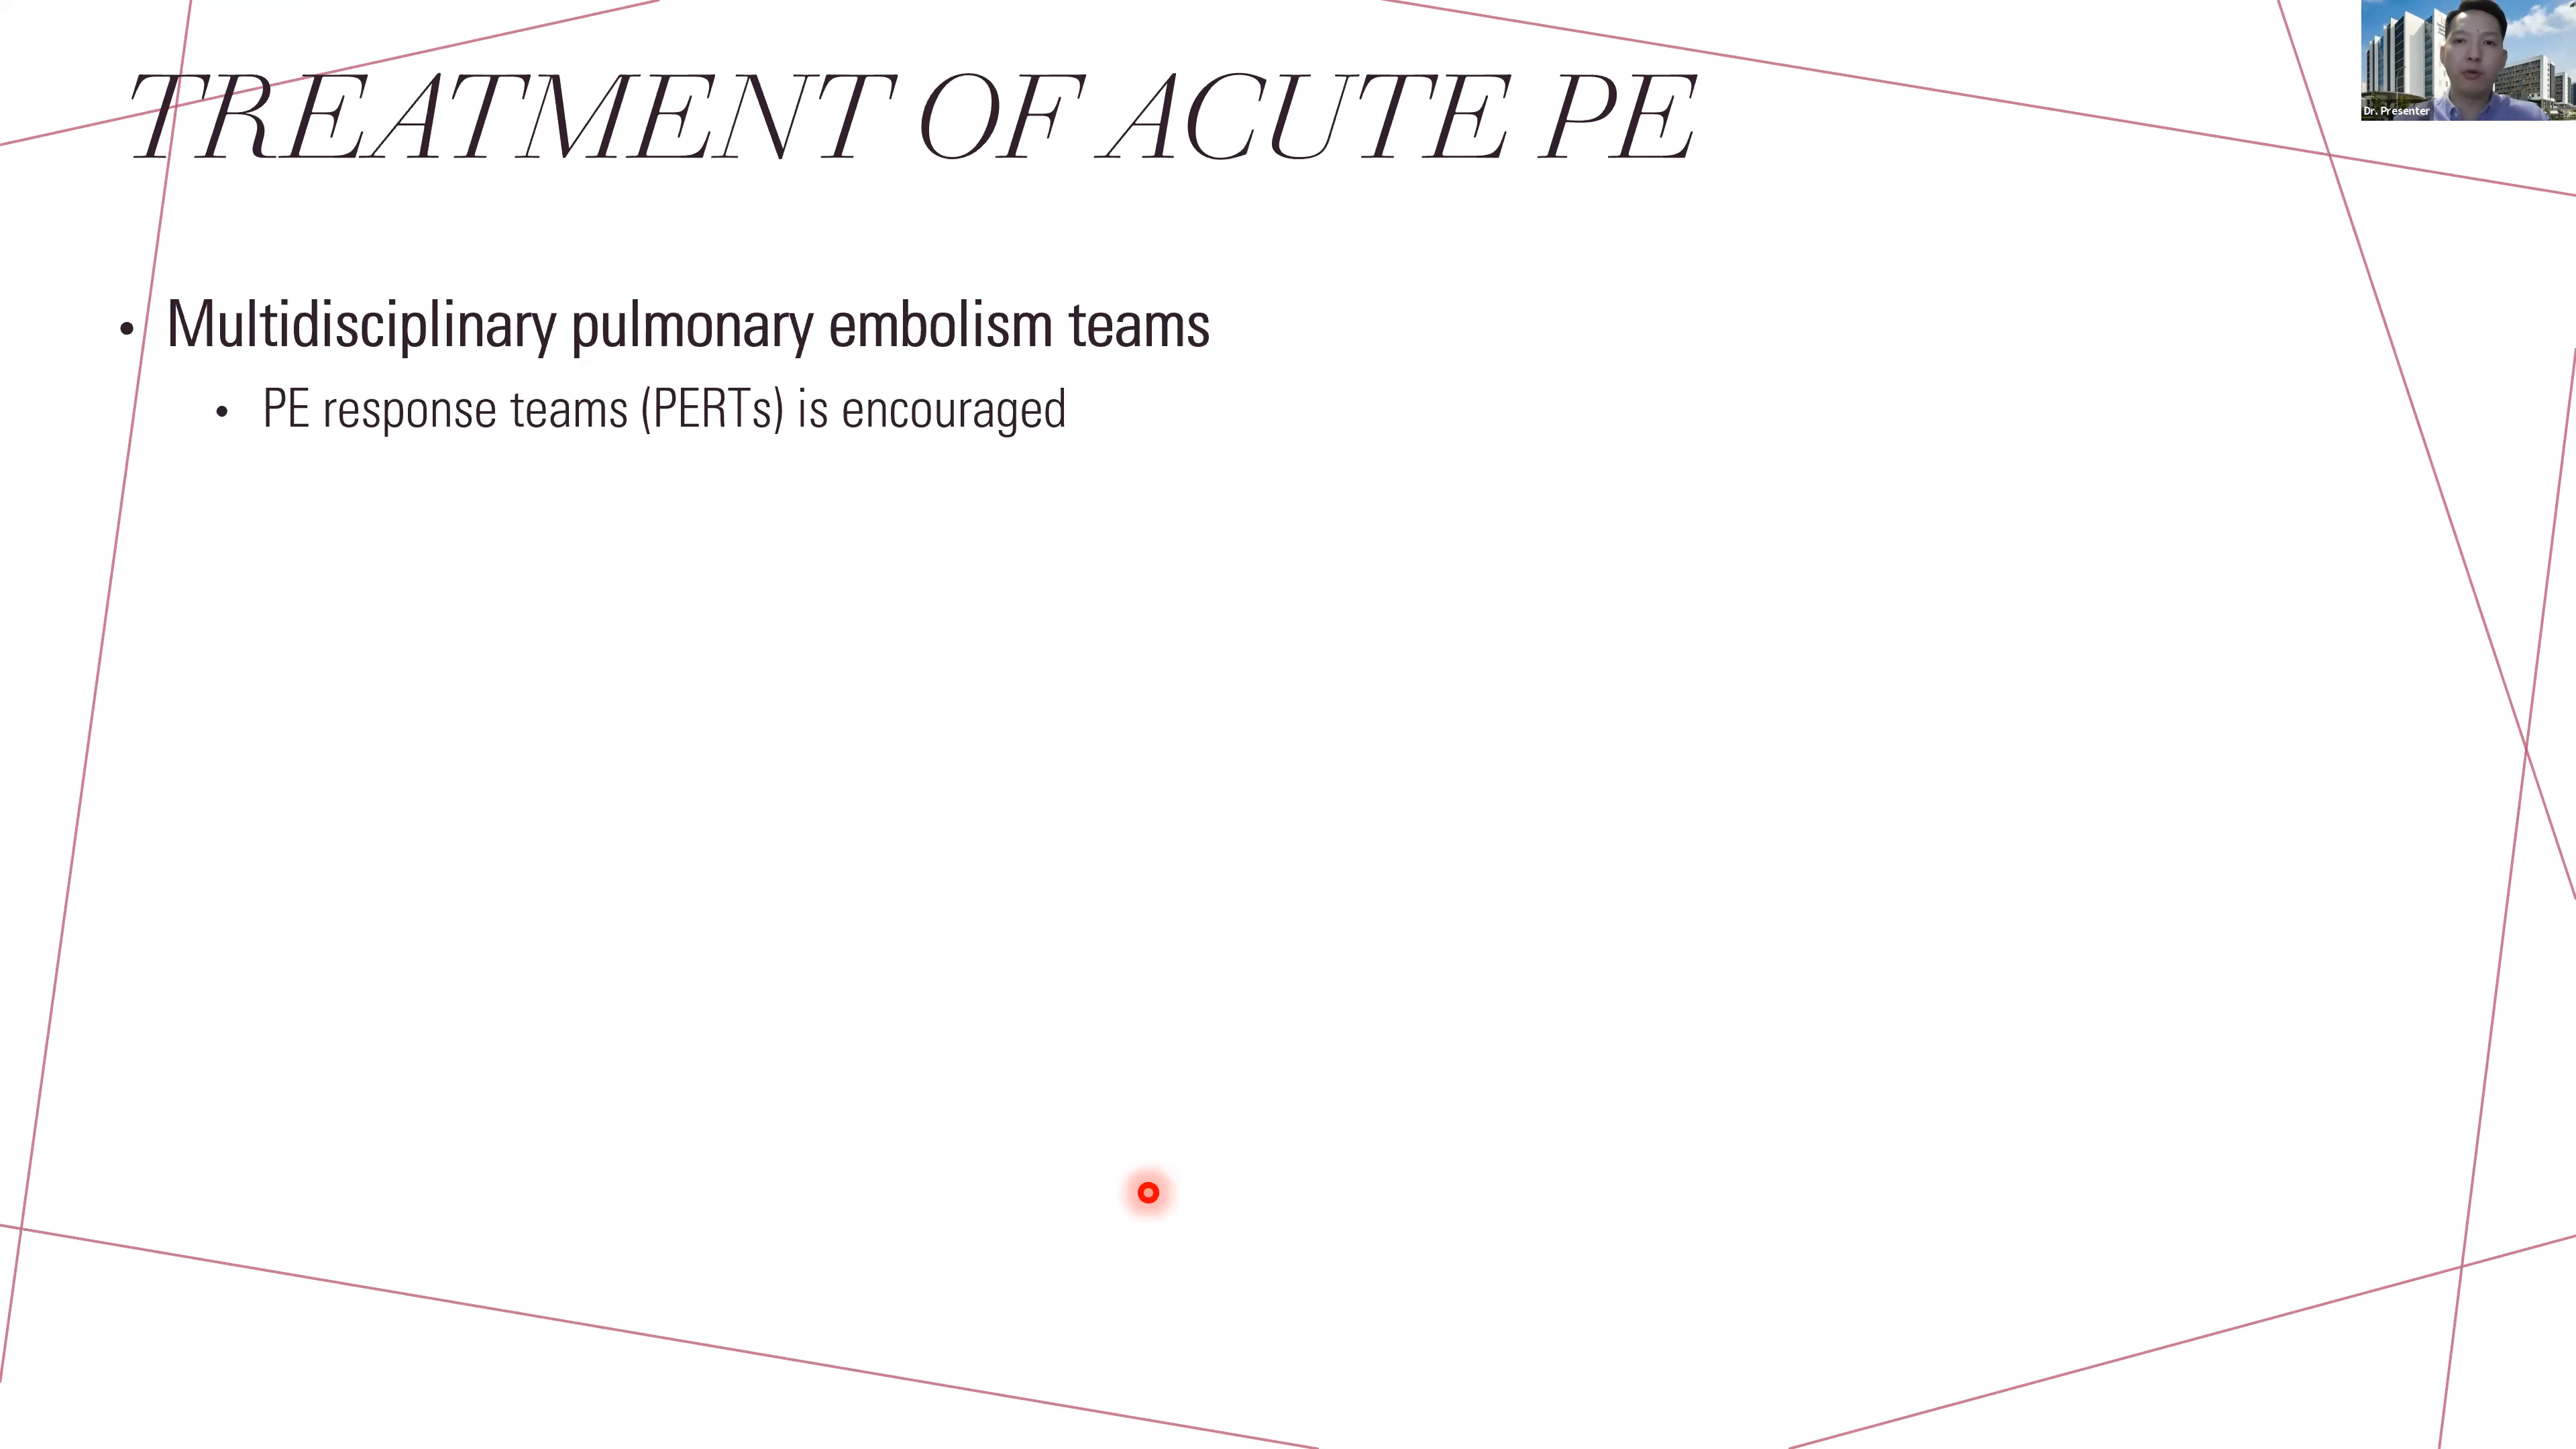 TREATMENT OF ACUTE PE
Dr. Presenter
• Multidisciplinary pulmonary embolism teams
• PE response teams (PERTs) is encouraged